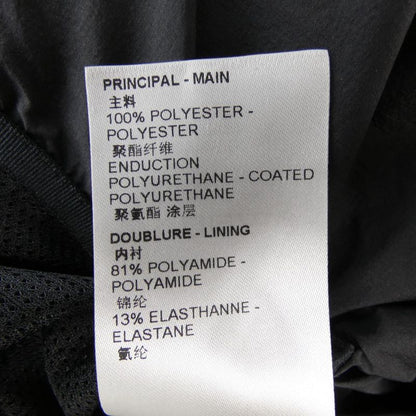 PRINCIPAL - MAIN
主料
100% POLYESTER -
POLYESTER
聚酯纤维
ENDUCTION
POLYURETHANE - COATED
POLYURETHANE
聚氨酯 涂层
DOUBLURE - LINING
内衬
81% POLYAMIDE -
POLYAMIDE
锦纶
13% ELASTHANNE -
ELASTANE
氨纶